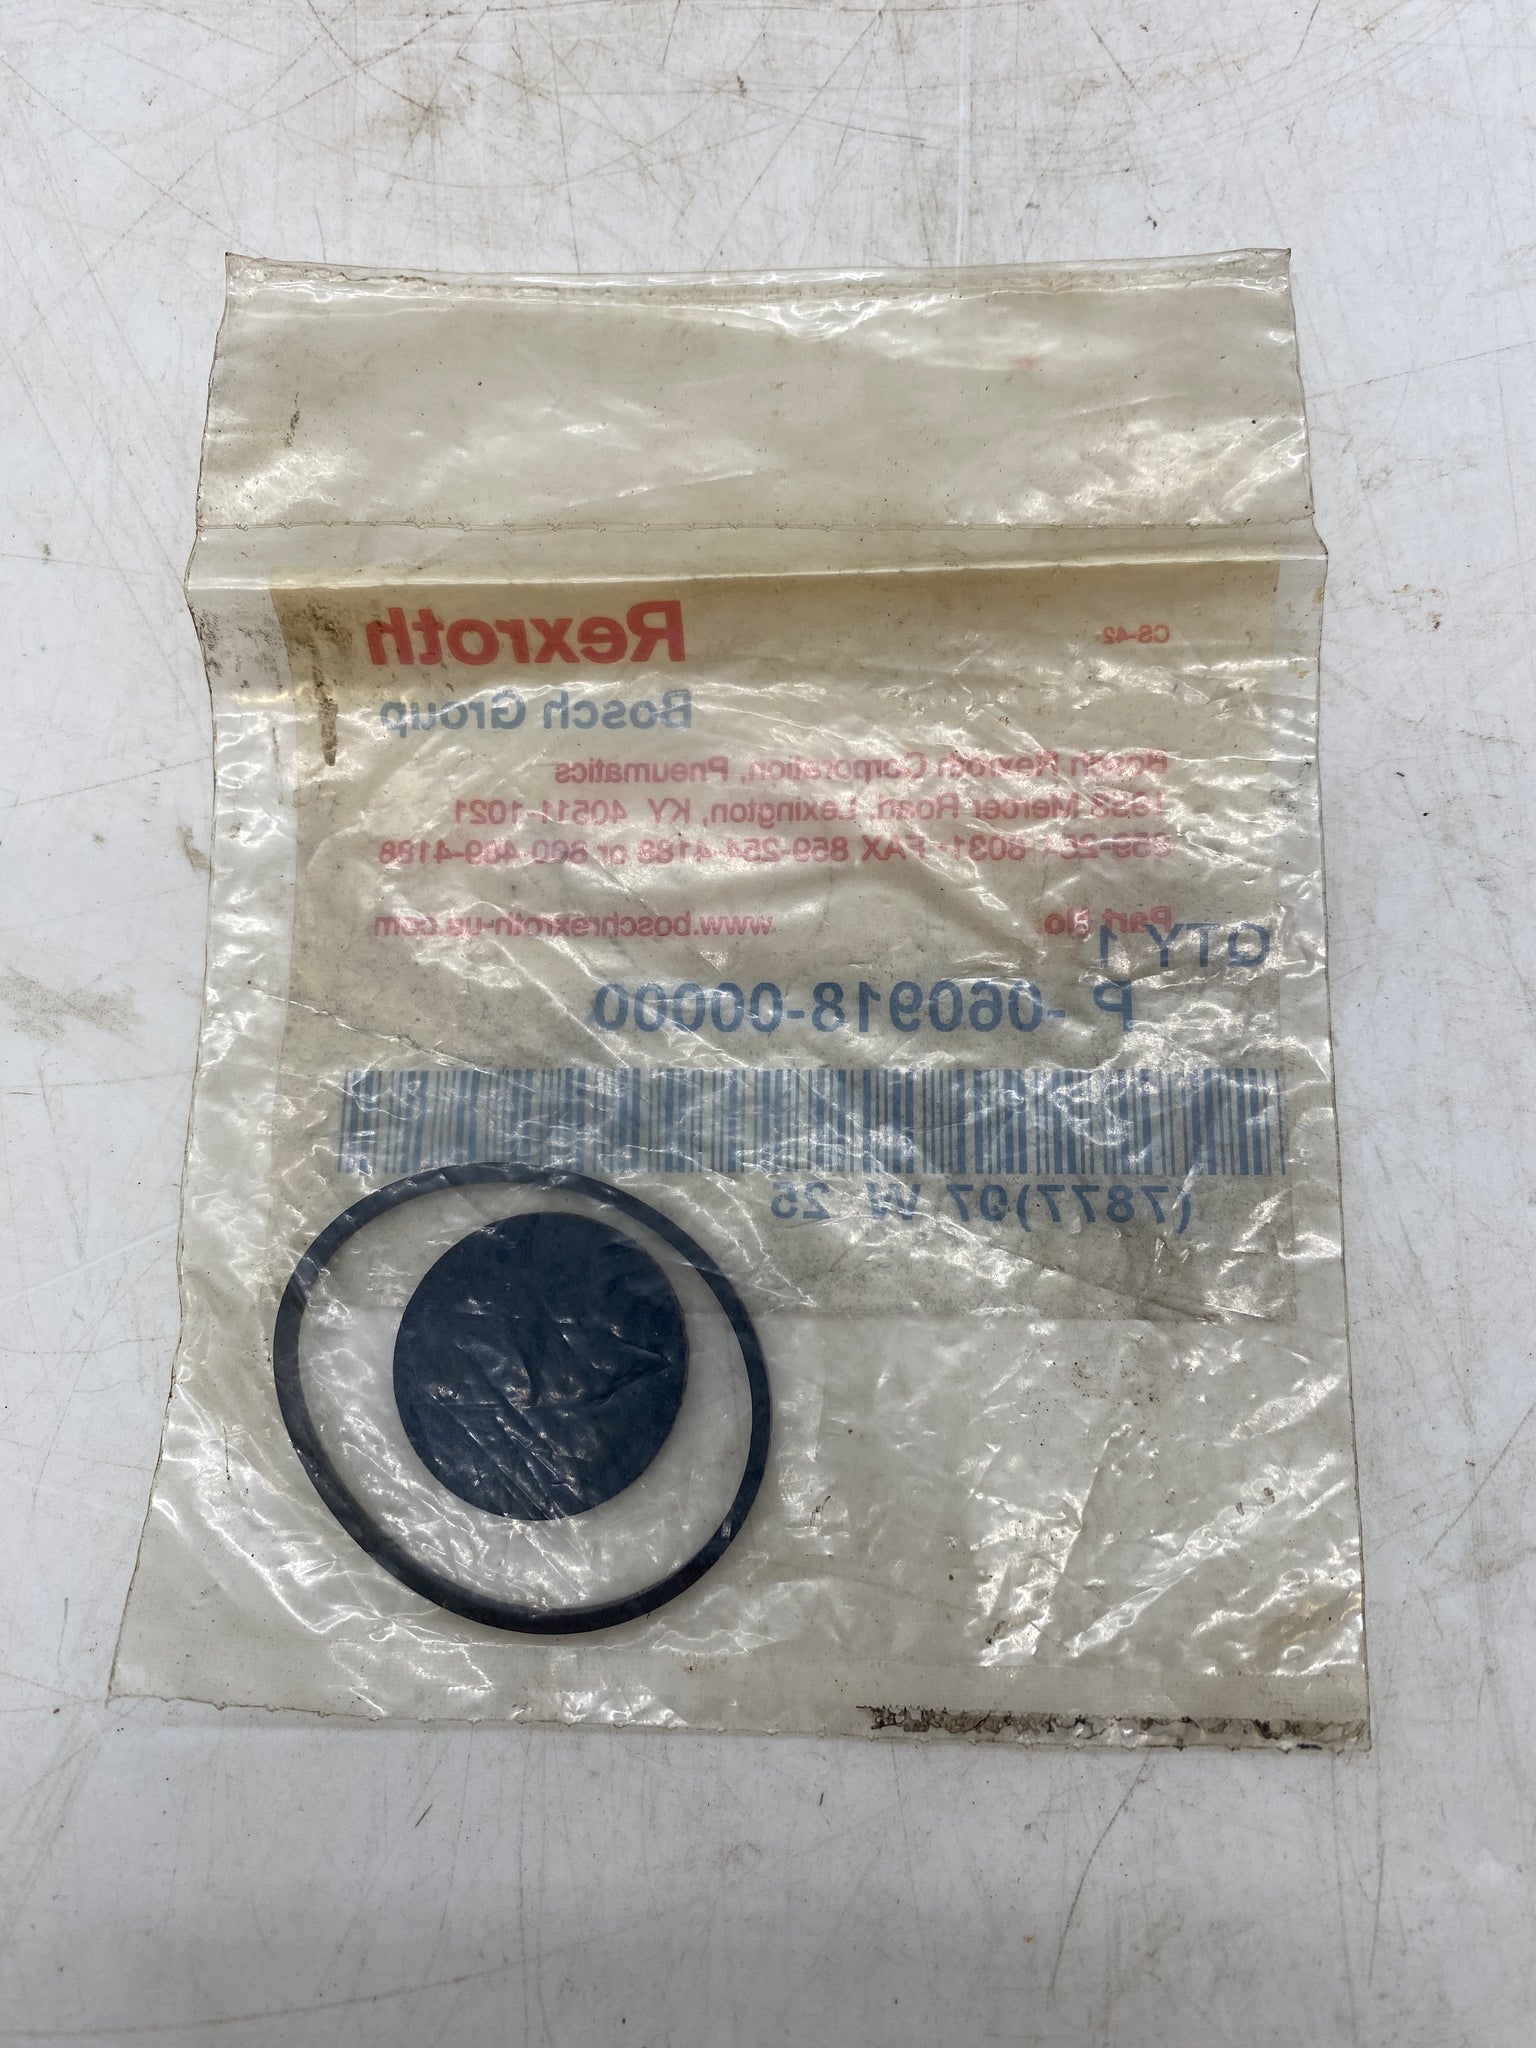 Rexroth
CS-42
Bosch Group
Bosch Rexroth Corporation, Pneumatics
1953 Mercer Road, Lexington, KY 40511-1021
859-254-8031 FAX 859-254-4188 or 800-489-4188
Part No.
www.boschrexroth-us.com
QTY 1
P -060918-00000
(7877)97 W 25